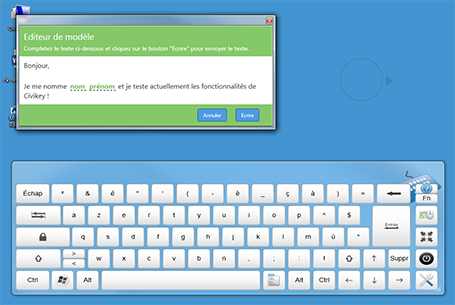 Editeur de modèle
Completez le texte ci-dessous et cliquez sur le bouton "Ecrire" pour envoyer le texte.
Bonjour,
Je me nomme nom, prénom et je teste actuellement les fonctionnalités de
Civikey !
Annuler Ecrire
Échap * & é " ' ( - è _ ç à ) =
Fn
a z e r t y u i o p ^ $
Entrée
q s d f g h j k l m ù *
> < w x c v b n , ; : ! Suppr
Ctrl Alt Alt Ctrl ← ↓ →